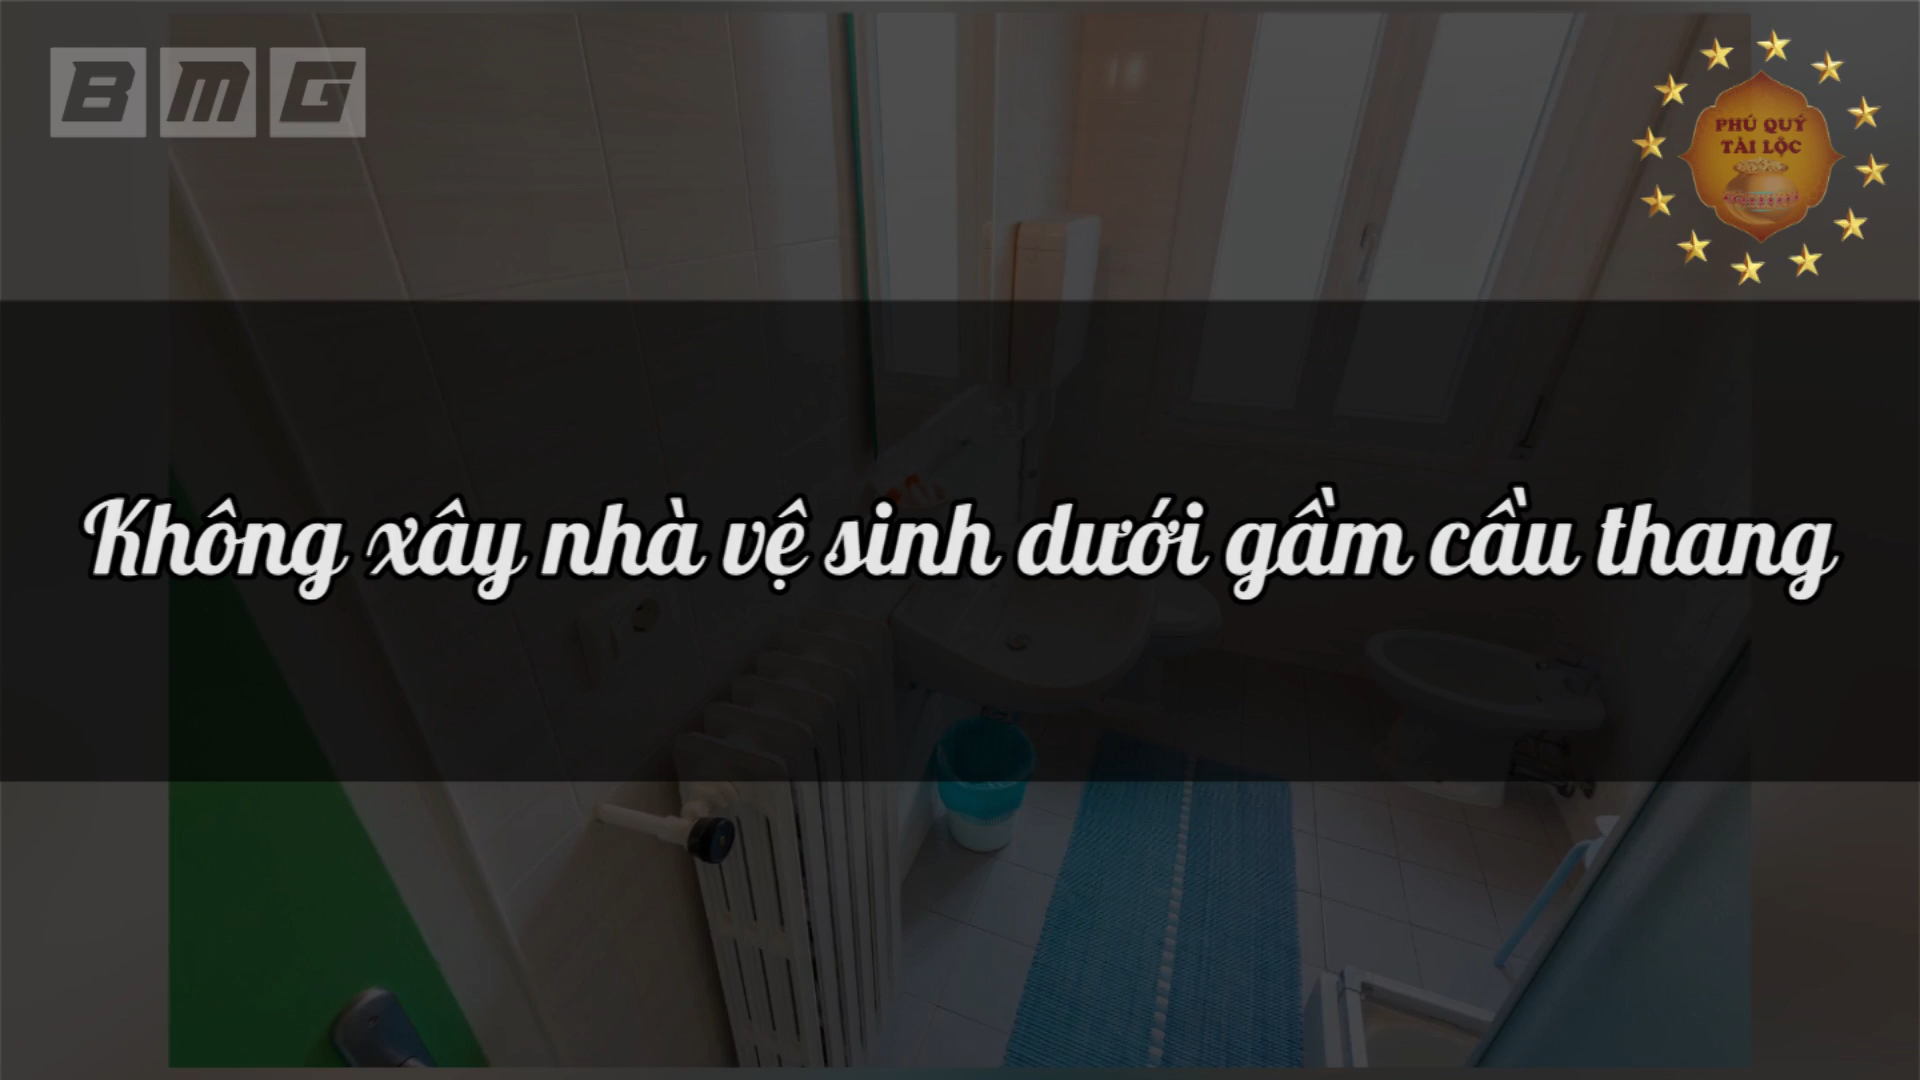 BMG
PHÚ QUÝ
TÀI LỘC
Không xây nhà vệ sinh dưới gầm cầu thang